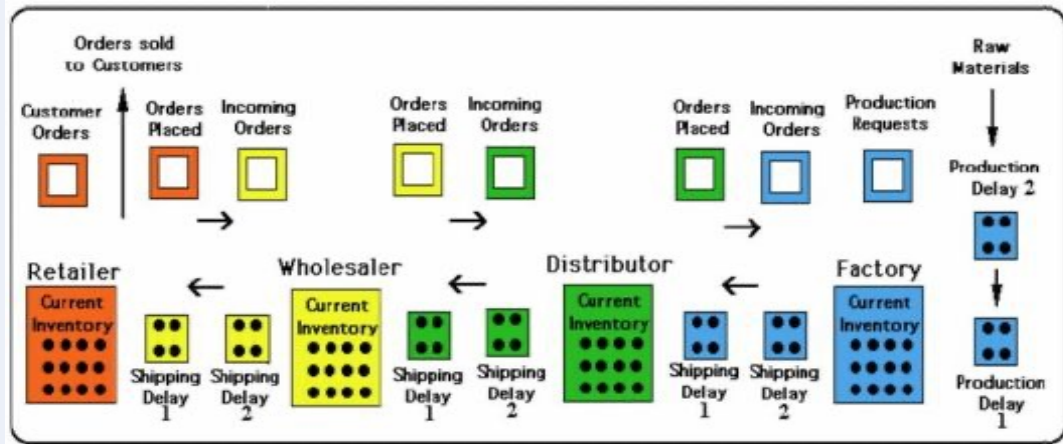 Orders sold
to Customers
Customer
Orders
Orders
Placed
Incoming
Orders
Orders
Placed
Incoming
Orders
Orders
Placed
Incoming
Orders
Production
Requests
Raw
Materials
Production
Delay 2
Retailer
Wholesaler
Distributor
Factory
Current
Inventory
Shipping
Delay
1
Shipping
Delay
2
Current
Inventory
Shipping
Delay
1
Shipping
Delay
2
Current
Inventory
Shipping
Delay
1
Shipping
Delay
2
Current
Inventory
Production
Delay
1